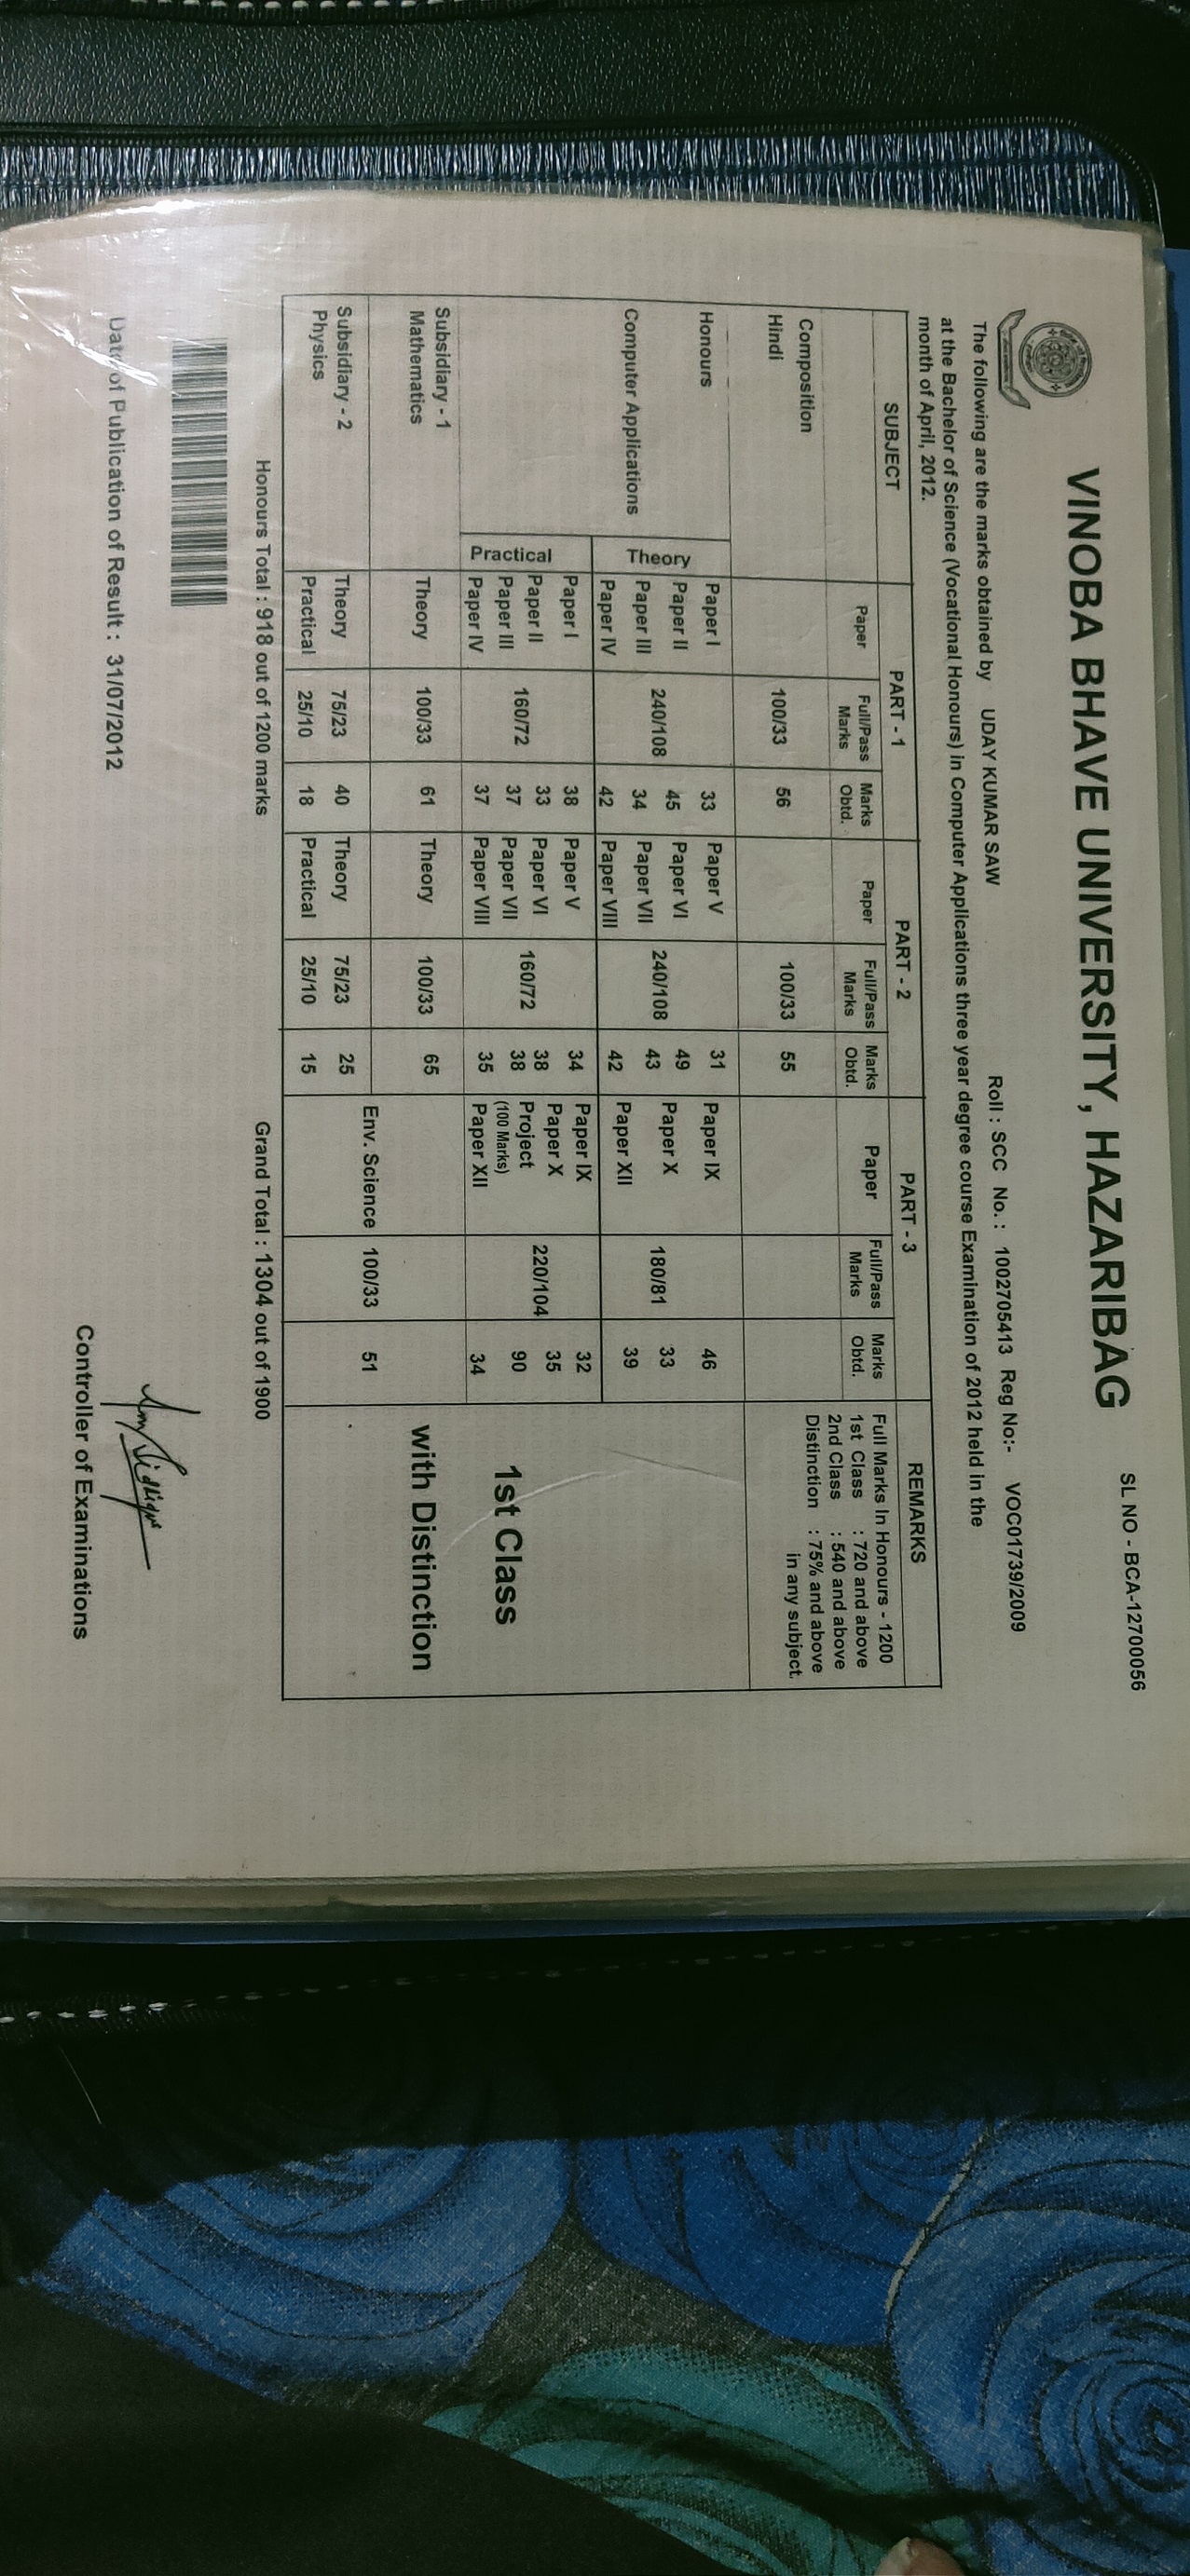 SL NO - BCA-12700056
VINOBA BHAVE UNIVERSITY, HAZARIBAG
Roll : SCC No. : 1002705413 Reg No:- VOC01739/2009
The following are the marks obtained by UDAY KUMAR SAW
at the Bachelor of Science (Vocational Honours) in Computer Applications three year degree course Examination of 2012 held in the
month of April, 2012.
SUBJECT PART - 1 PART - 2 PART - 3 REMARKS
Paper Full/Pass Marks Marks Obtd. Paper Full/Pass Marks Marks Obtd. Paper Full/Pass Marks Marks Obtd.
Full Marks In Honours - 1200
1st Class : 720 and above
2nd Class : 540 and above
Distinction : 75% and above
in any subject.
Composition
Hindi 100/33 56 100/33 55
Honours
Computer Applications
Theory
Paper I 33 Paper V 31 Paper IX 46
Paper II 45 Paper VI 49 Paper X 33
240/108 240/108 180/81
Paper III 34 Paper VII 43
Paper IV 42 Paper VIII 42 Paper XII 39
Practical
Paper I 38 Paper V 34 Paper IX 32
Paper II 33 Paper VI 38 Paper X 35
160/72 160/72 220/104
Paper III 37 Paper VII 38 Project 90
(100 Marks)
Paper IV 37 Paper VIII 35 Paper XII 34
1st Class
with Distinction
Subsidiary - 1
Mathematics Theory 100/33 61 Theory 100/33 65
Env. Science 100/33 51
Subsidiary - 2
Physics
Theory 75/23 40 Theory 75/23 25
Practical 25/10 18 Practical 25/10 15
Honours Total : 918 out of 1200 marks Grand Total : 1304 out of 1900
Date of Publication of Result : 31/07/2012
Controller of Examinations